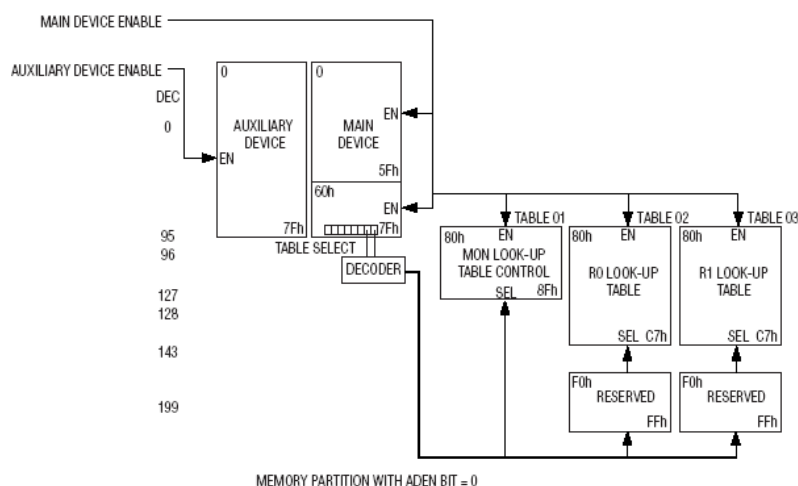 MAIN DEVICE ENABLE
AUXILIARY DEVICE ENABLE
DEC
0
95
96
127
128
143
199
0
AUXILIARY
DEVICE
EN
7Fh
0
MAIN
DEVICE
EN
5Fh
60h
EN
7Fh
TABLE SELECT
DECODER
TABLE 01
80h
EN
MON LOOK-UP
TABLE CONTROL
SEL
8Fh
TABLE 02
80h
EN
R0 LOOK-UP
TABLE
SEL C7h
F0h
RESERVED
FFh
TABLE 03
80h
EN
R1 LOOK-UP
TABLE
SEL C7h
F0h
RESERVED
FFh
MEMORY PARTITION WITH ADEN BIT = 0